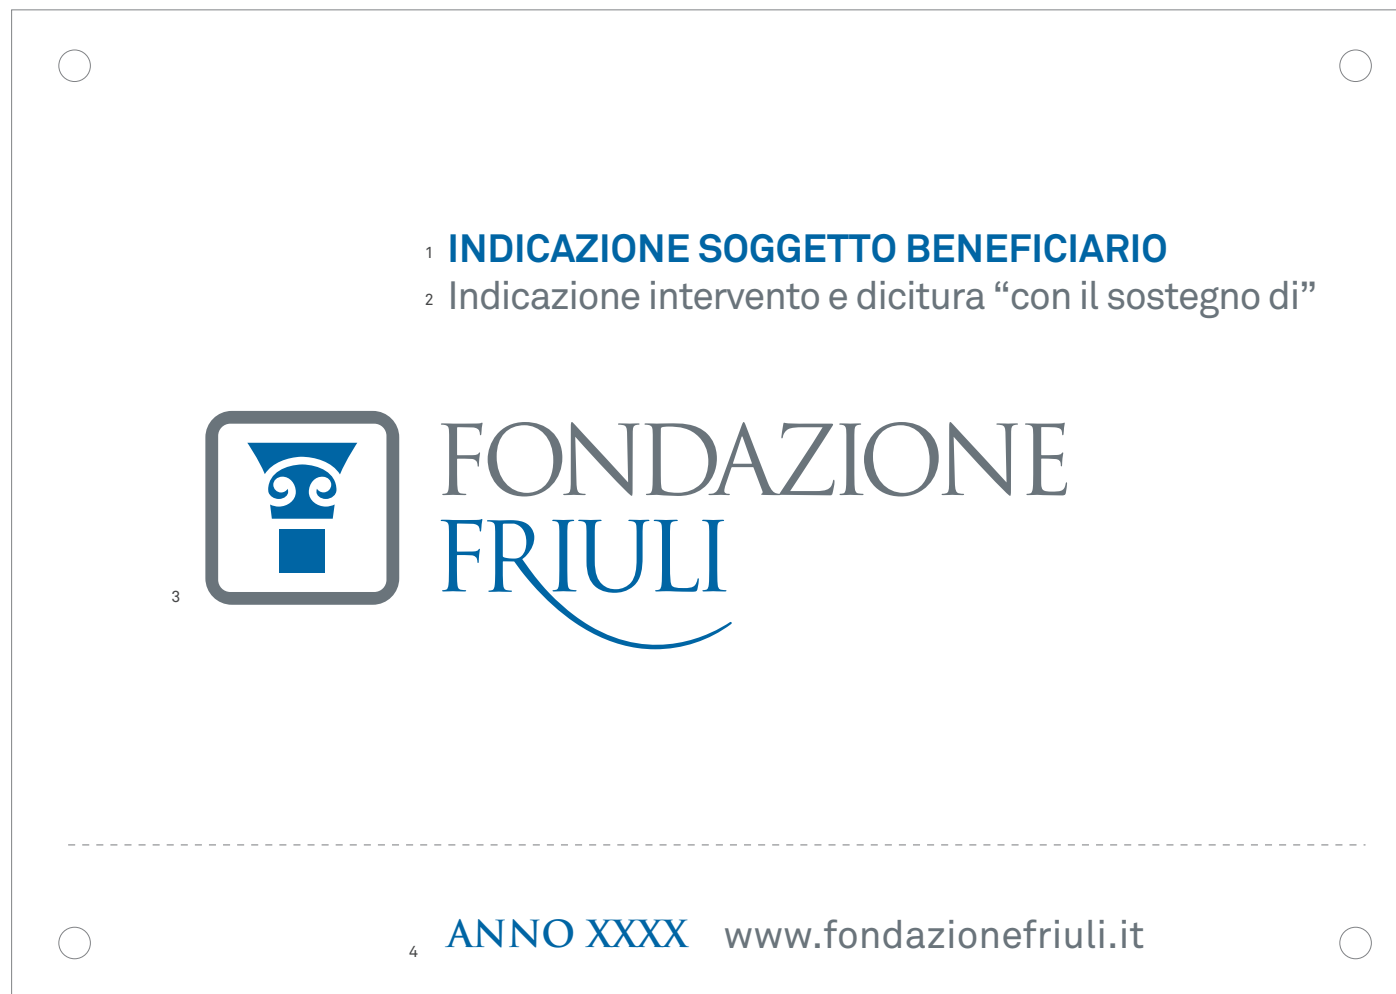 1 INDICAZIONE SOGGETTO BENEFICIARIO
2 Indicazione intervento e dicitura “con il sostegno di”
FONDAZIONE
FRIULI
3
4 ANNO XXXX www.fondazionefriuli.it